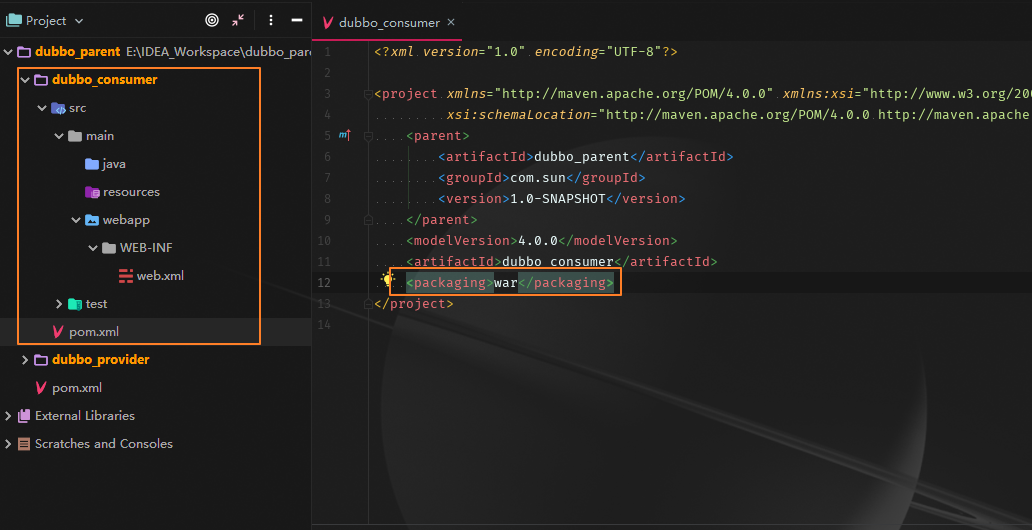 Project
dubbo_parent E:\IDEA_Workspace\dubbo_par
dubbo_consumer
src
main
java
resources
webapp
WEB-INF
web.xml
test
pom.xml
dubbo_provider
pom.xml
External Libraries
Scratches and Consoles
dubbo_consumer
1 <?xml version="1.0" encoding="UTF-8"?>
2
3 <project xmlns="http://maven.apache.org/POM/4.0.0" xmlns:xsi="http://www.w3.org/200
4 xsi:schemaLocation="http://maven.apache.org/POM/4.0.0 http://maven.apache
5 <parent>
6 <artifactId>dubbo_parent</artifactId>
7 <groupId>com.sun</groupId>
8 <version>1.0-SNAPSHOT</version>
9 </parent>
10 <modelVersion>4.0.0</modelVersion>
11 <artifactId>dubbo_consumer</artifactId>
12 <packaging>war</packaging>
13 </project>
14